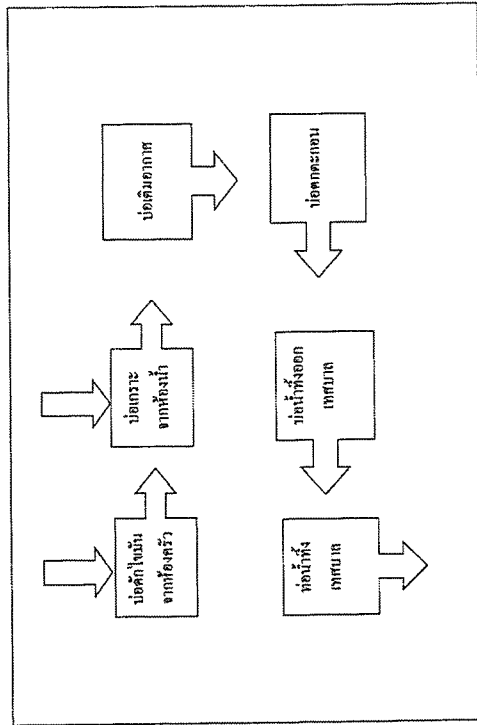 บ่อดักไขมัน
จากห้องครัว
บ่อเกราะ
จากห้องน้ำ
บ่อเติมอากาศ
บ่อตกตะกอน
บ่อน้ำทิ้งออก
เทศบาล
ท่อน้ำทิ้ง
เทศบาล